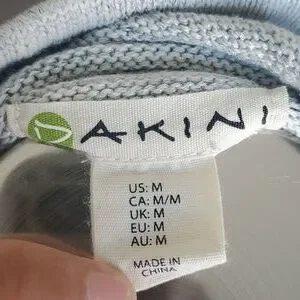 AKINI
US: M
CA: M/M
UK: M
EU: M
AU: M
MADE IN
CHINA